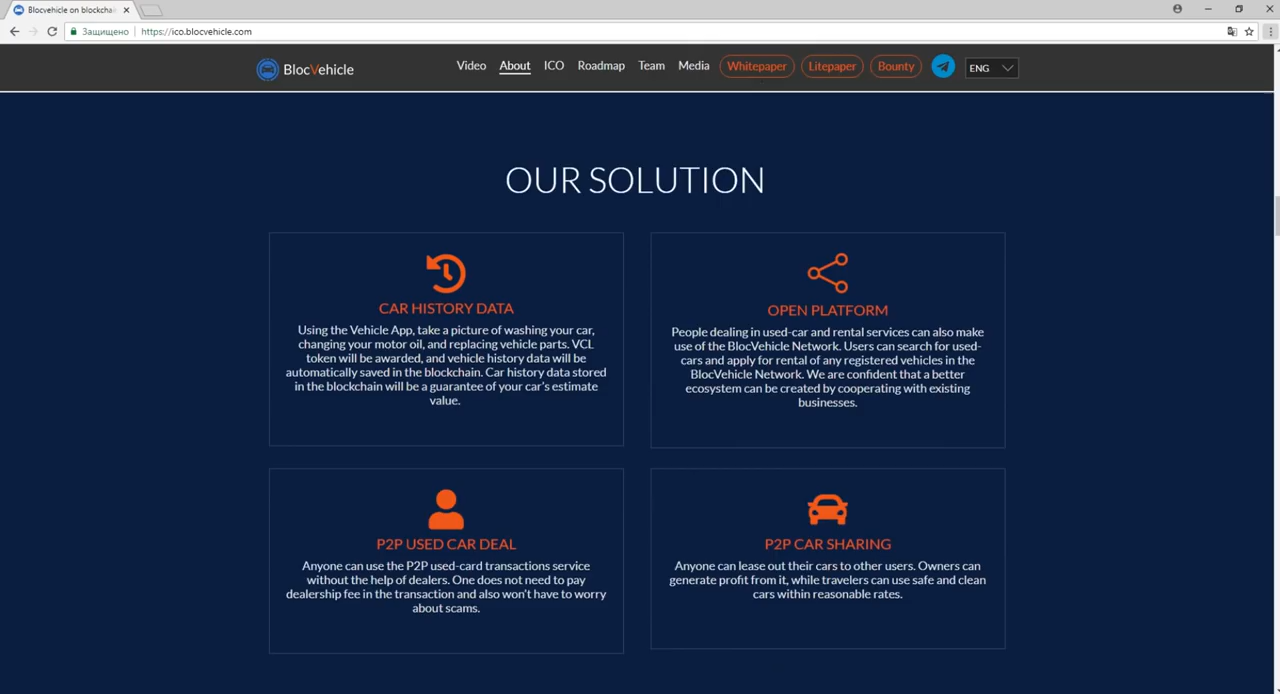 Blocvehicle on blockcha
Защищено
https://ico.blocvehicle.com
BlocVehicle
Video
About
ICO
Roadmap
Team
Media
Whitepaper
Litepaper
Bounty
ENG
OUR SOLUTION
CAR HISTORY DATA
Using the Vehicle App, take a picture of washing your car,
changing your motor oil, and replacing vehicle parts. VCL
token will be awarded, and vehicle history data will be
automatically saved in the blockchain. Car history data stored
in the blockchain will be a guarantee of your car's estimate
value.
OPEN PLATFORM
People dealing in used-car and rental services can also make
use of the BlocVehicle Network. Users can search for used-
cars and apply for rental of any registered vehicles in the
BlocVehicle Network. We are confident that a better
ecosystem can be created by cooperating with existing
businesses.
P2P USED CAR DEAL
Anyone can use the P2P used-card transactions service
without the help of dealers. One does not need to pay
dealership fee in the transaction and also won't have to worry
about scams.
P2P CAR SHARING
Anyone can lease out their cars to other users. Owners can
generate profit from it, while travelers can use safe and clean
cars within reasonable rates.